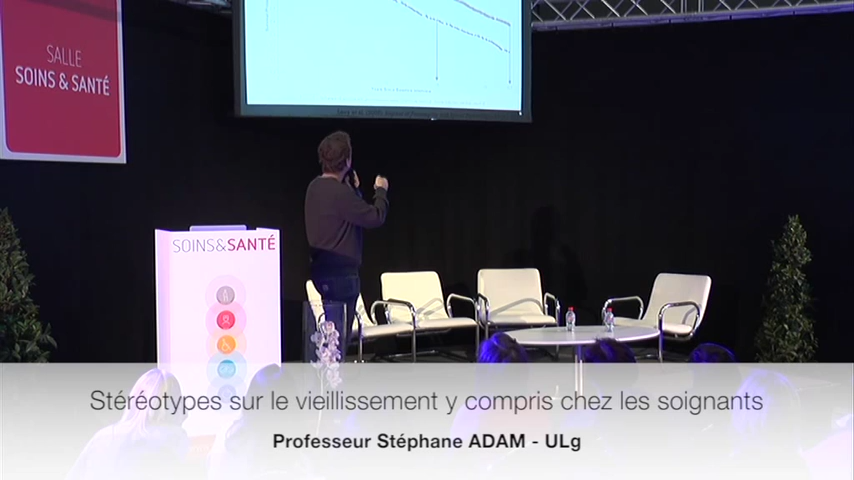 SALLE
SOINS & SANTÉ
SOINS&SANTÉ
Stéréotypes sur le vieillissement y compris chez les soignants
Professeur Stéphane ADAM - ULg